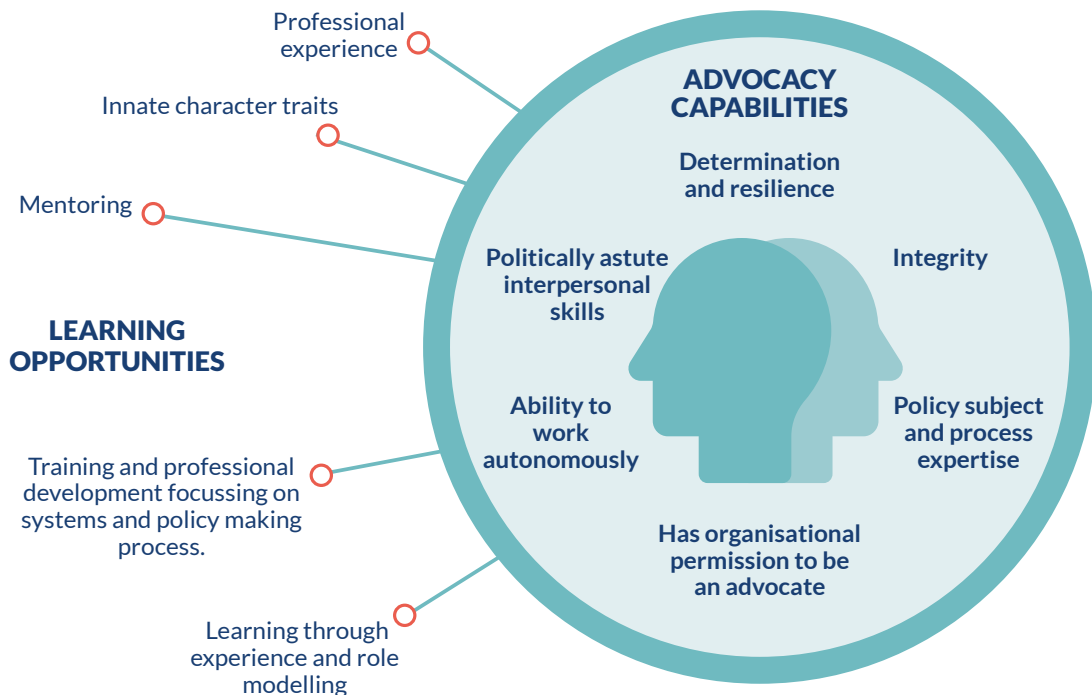 Professional
experience
Innate character traits
Mentoring
LEARNING
OPPORTUNITIES
Training and professional
development focussing on
systems and policy making
process.
Learning through
experience and role
modelling
ADVOCACY
CAPABILITIES
Determination
and resilience
Politically astute
interpersonal
skills
Integrity
Ability to
work
autonomously
Policy subject
and process
expertise
Has organisational
permission to be
an advocate